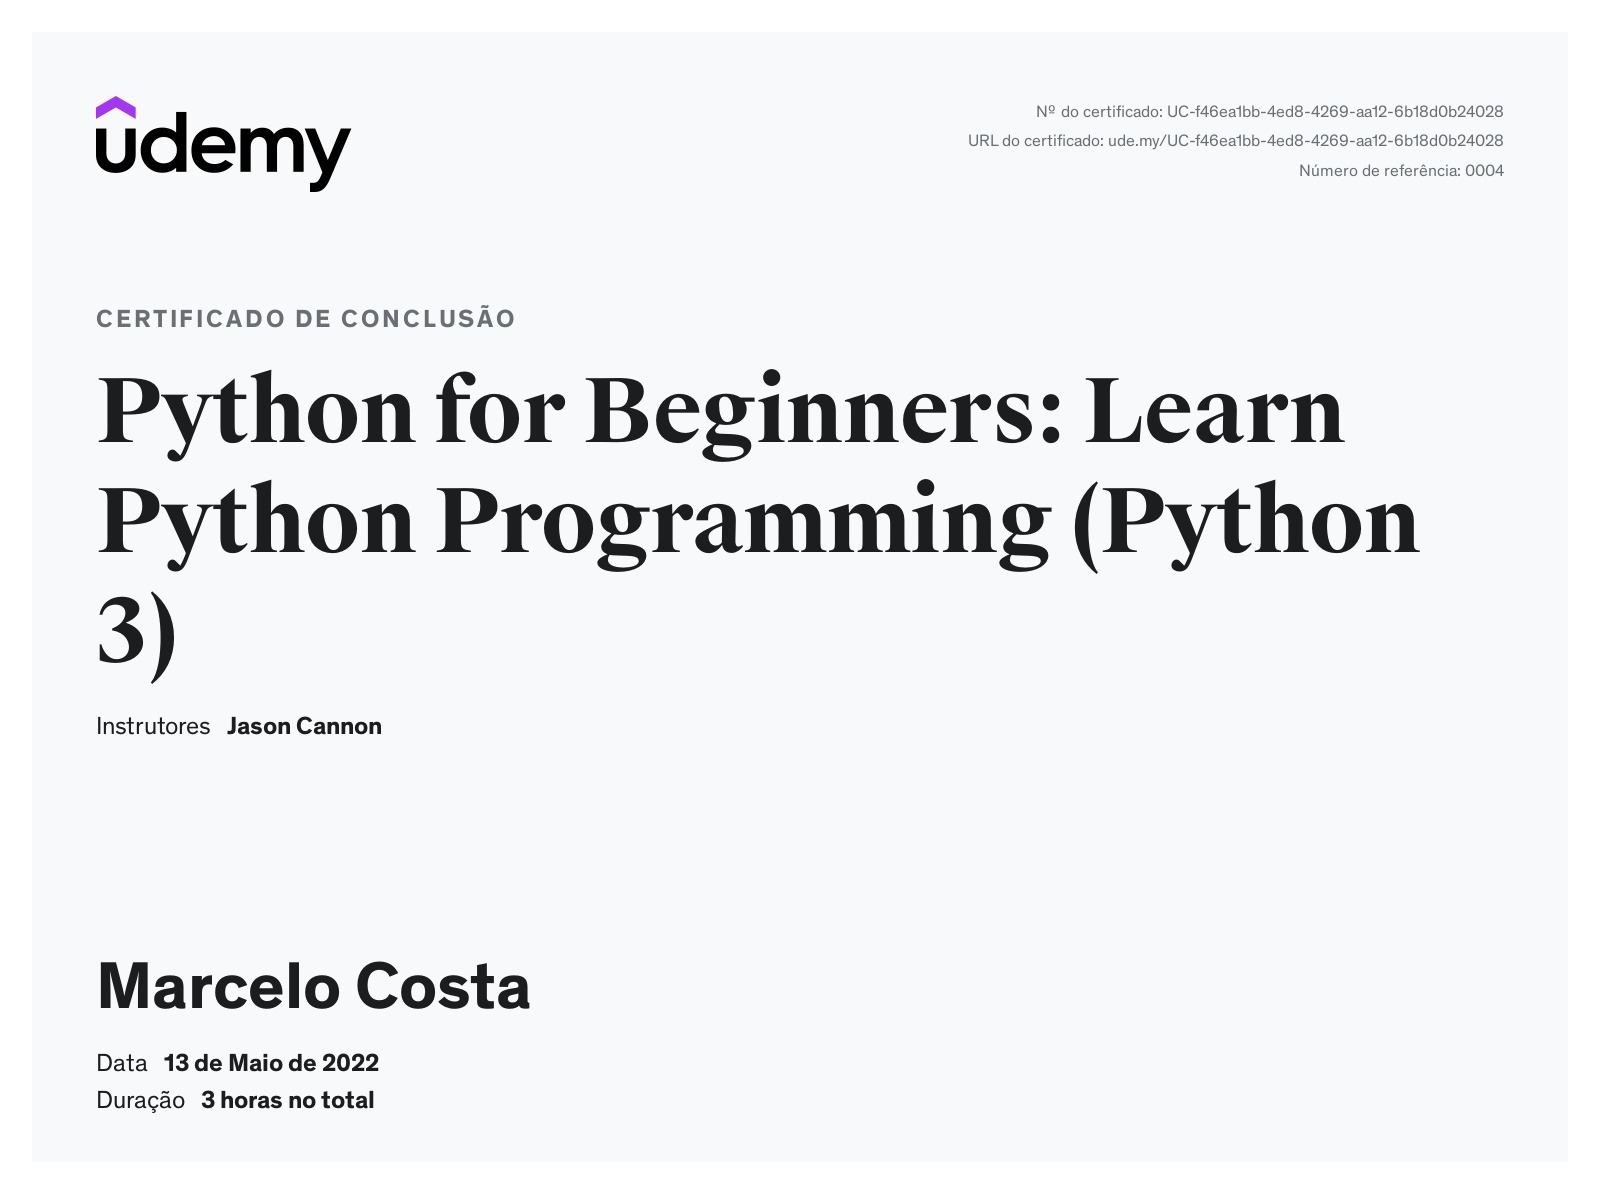 udemy
Nº do certificado: UC-f46ea1bb-4ed8-4269-aa12-6b18d0b24028
URL do certificado: ude.my/UC-f46ea1bb-4ed8-4269-aa12-6b18d0b24028
Número de referência: 0004
CERTIFICADO DE CONCLUSÃO
Python for Beginners: Learn
Python Programming (Python
3)
Instrutores Jason Cannon
Marcelo Costa
Data 13 de Maio de 2022
Duração 3 horas no total